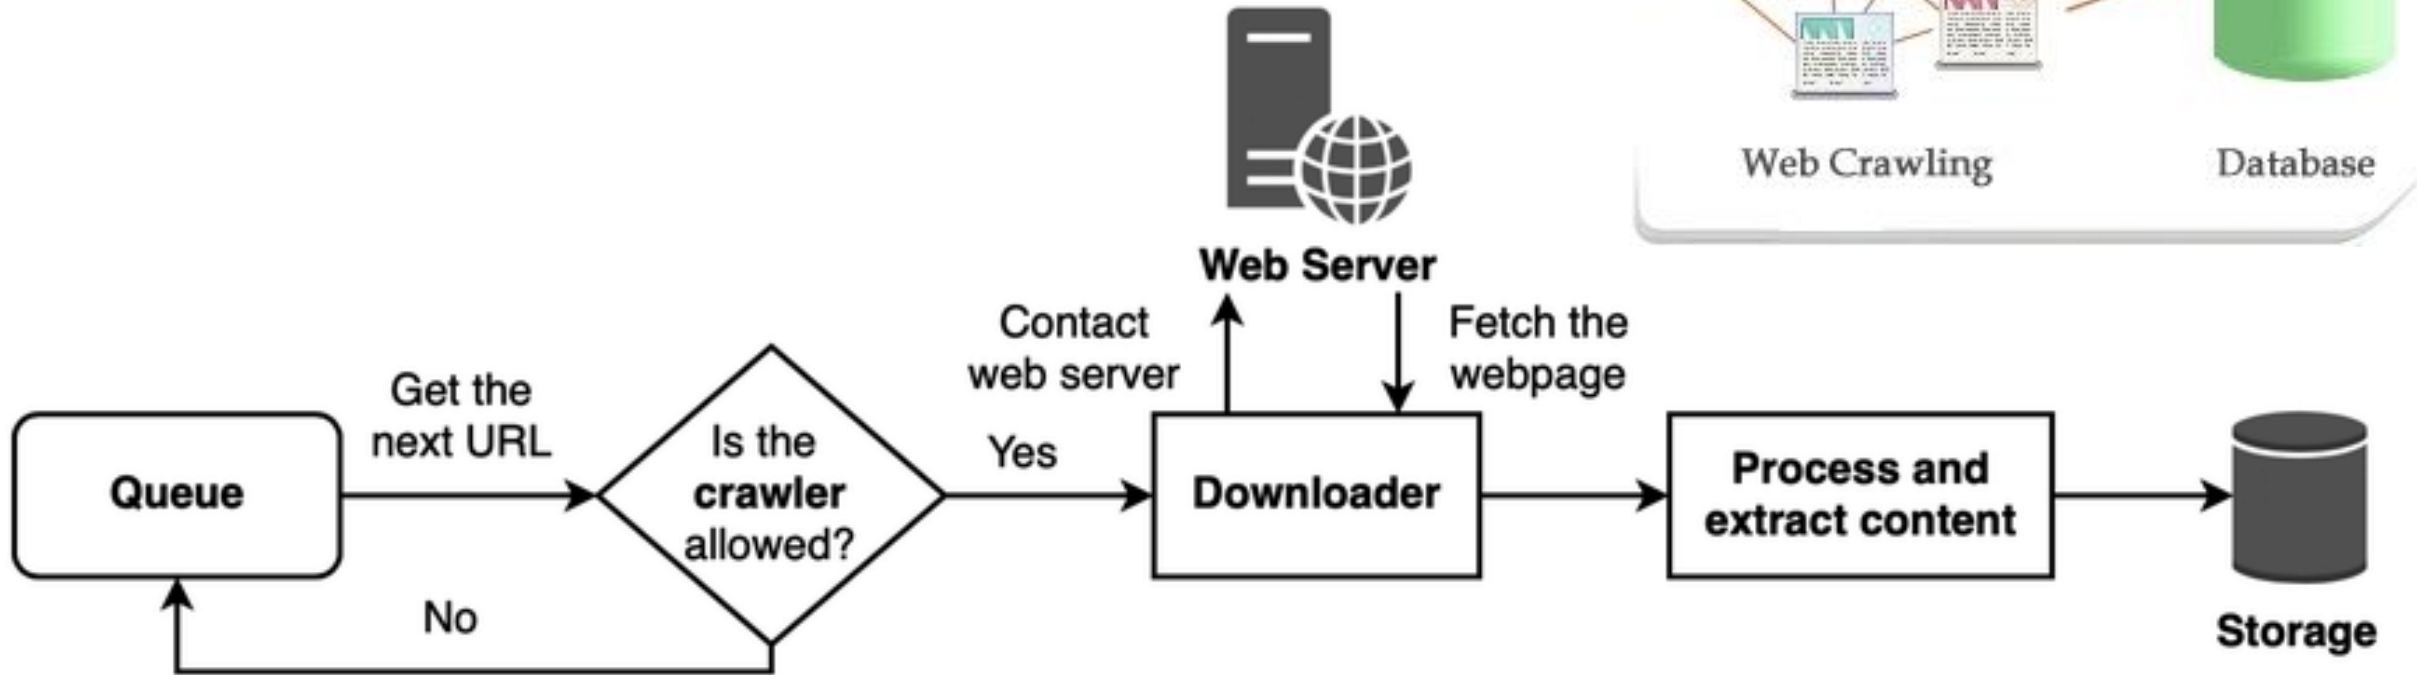 Web Crawling
Database
Web Server
Contact
web server
Fetch the
webpage
Get the
next URL
Queue
Is the
crawler
allowed?
Yes
Downloader
Process and
extract content
No
Storage